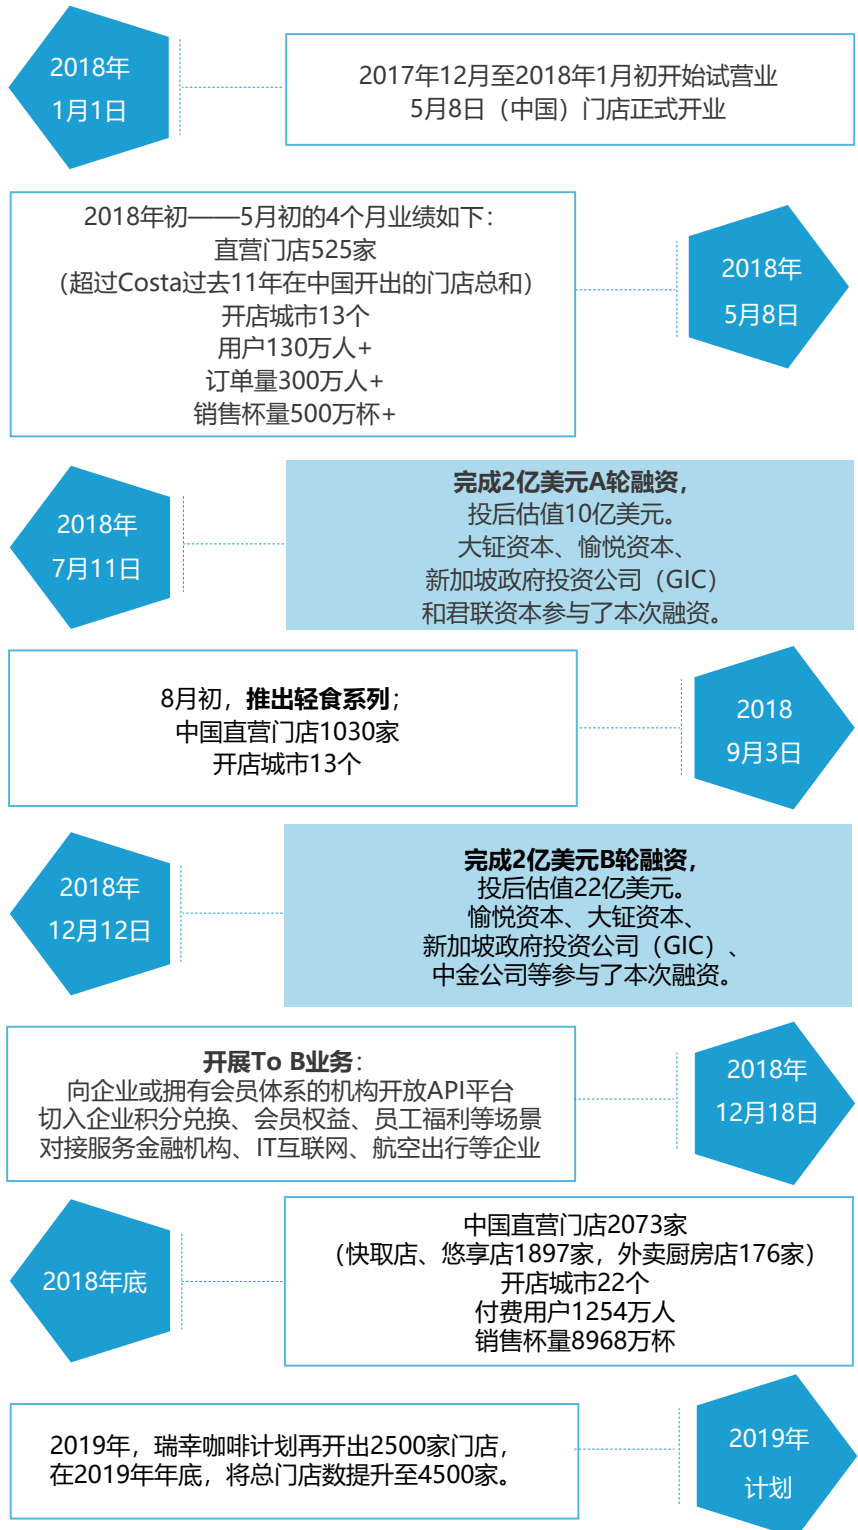 2018年
1月1日
2017年12月至2018年1月初开始试营业
5月8日（中国）门店正式开业
2018年初——5月初的4个月业绩如下：
直营门店525家
（超过Costa过去11年在中国开出的门店总和）
开店城市13个
用户130万人+
订单量300万人+
销售杯量500万杯+
2018年
5月8日
2018年
7月11日
完成2亿美元A轮融资，
投后估值10亿美元。
大钲资本、愉悦资本、
新加坡政府投资公司（GIC）
和君联资本参与了本次融资。
8月初，推出轻食系列；
中国直营门店1030家
开店城市13个
2018
9月3日
2018年
12月12日
完成2亿美元B轮融资，
投后估值22亿美元。
愉悦资本、大钲资本、
新加坡政府投资公司（GIC）、
中金公司等参与了本次融资。
开展To B业务：
向企业或拥有会员体系的机构开放API平台
切入企业积分兑换、会员权益、员工福利等场景
对接服务金融机构、IT互联网、航空出行等企业
2018年
12月18日
2018年底
中国直营门店2073家
（快取店、悠享店1897家，外卖厨房店176家）
开店城市22个
付费用户1254万人
销售杯量8968万杯
2019年，瑞幸咖啡计划再开出2500家门店，
在2019年年底，将总门店数提升至4500家。
2019年
计划